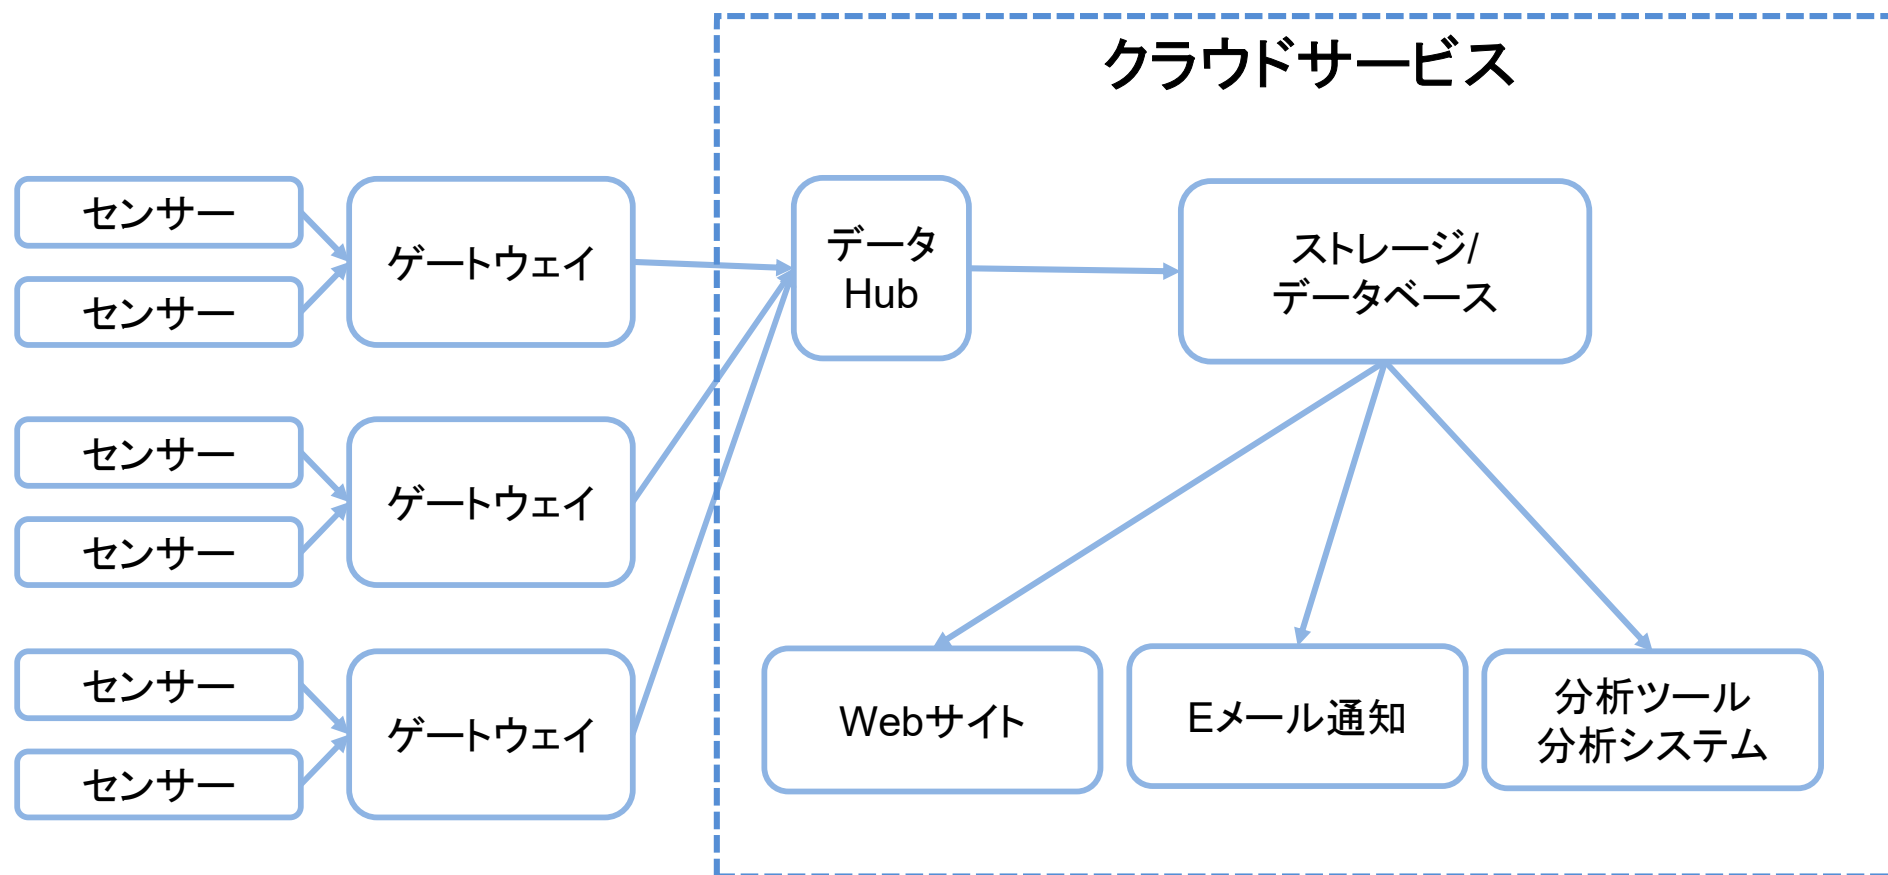 クラウドサービス
センサー
センサー
ゲートウェイ
データ
Hub
ストレージ/
データベース
センサー
センサー
ゲートウェイ
センサー
センサー
ゲートウェイ
Webサイト
Eメール通知
分析ツール
分析システム